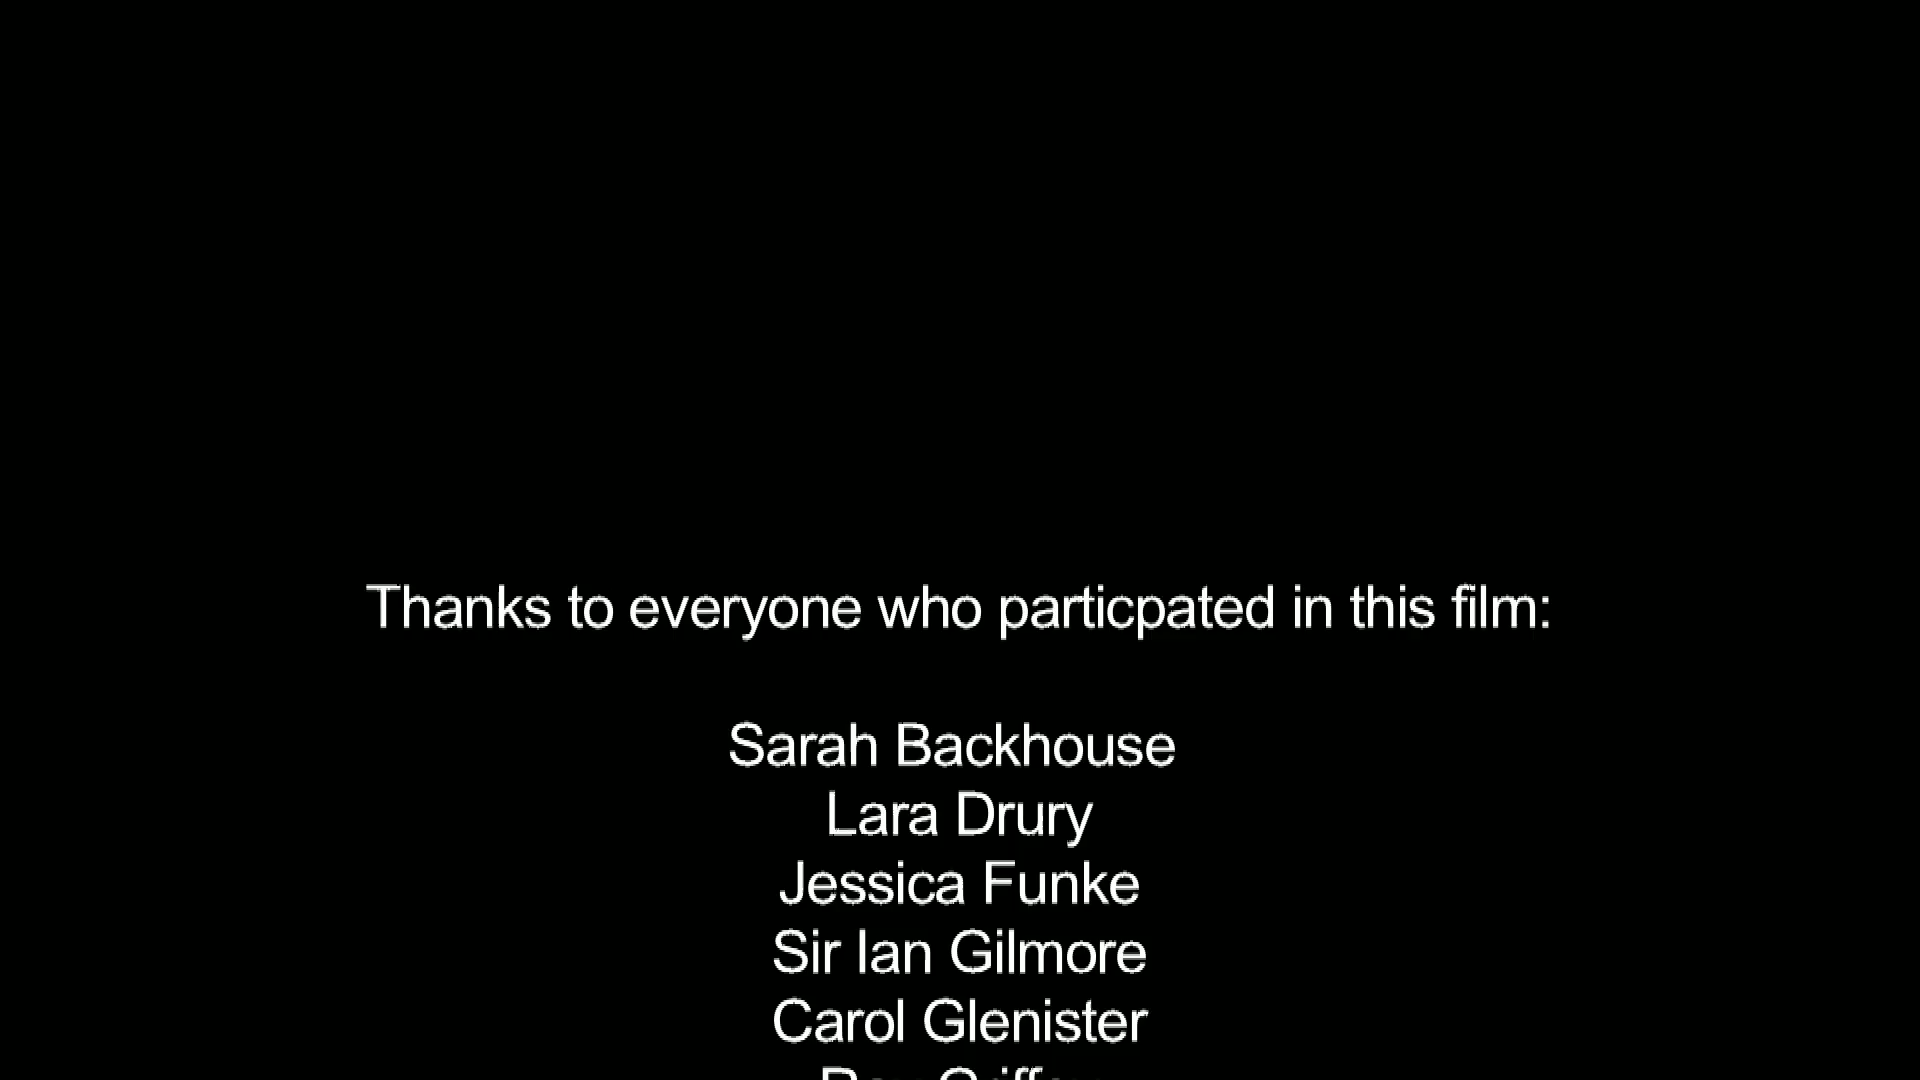 Thanks to everyone who particpated in this film:
Sarah Backhouse
Lara Drury
Jessica Funke
Sir Ian Gilmore
Carol Glenister